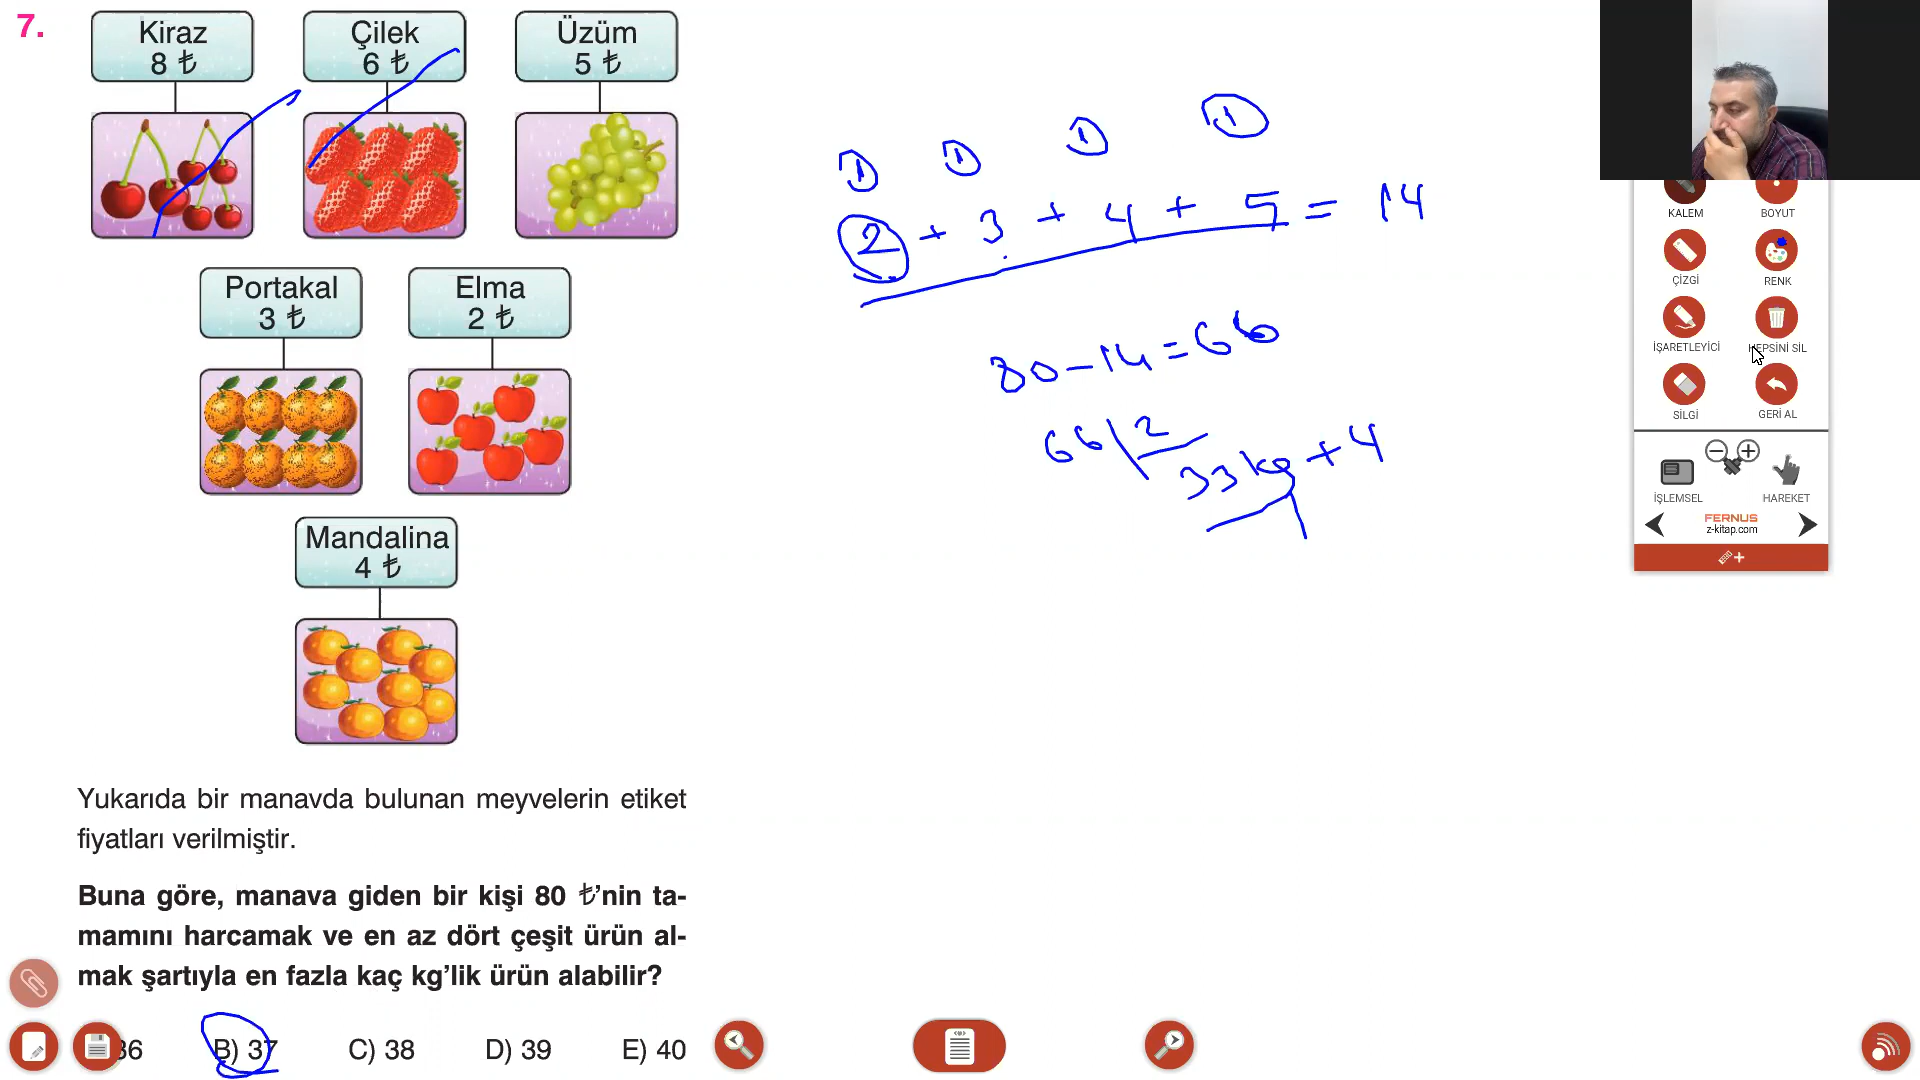 7.
Kiraz
8 ₺
Çilek
6 ₺
Üzüm
5 ₺
Portakal
3 ₺
Elma
2 ₺
Mandalina
4 ₺
Yukarıda bir manavda bulunan meyvelerin etiket
fiyatları verilmiştir.
Buna göre, manava giden bir kişi 80 ₺'nin ta-
mamını harcamak ve en az dört çeşit ürün al-
mak şartıyla en fazla kaç kg'lik ürün alabilir?
36 B) 37 C) 38 D) 39 E) 40
1 1 1 1
2 + 3 + 4 + 5 = 14
80 - 14 = 66
66 2
33 kg + 4
KALEM BOYUT
ÇİZGİ RENK
İŞARETLEYİCİ HEPSİNİ SİL
SİLGİ GERİ AL
İŞLEMSEL HAREKET
FERNUS
z-kitap.com